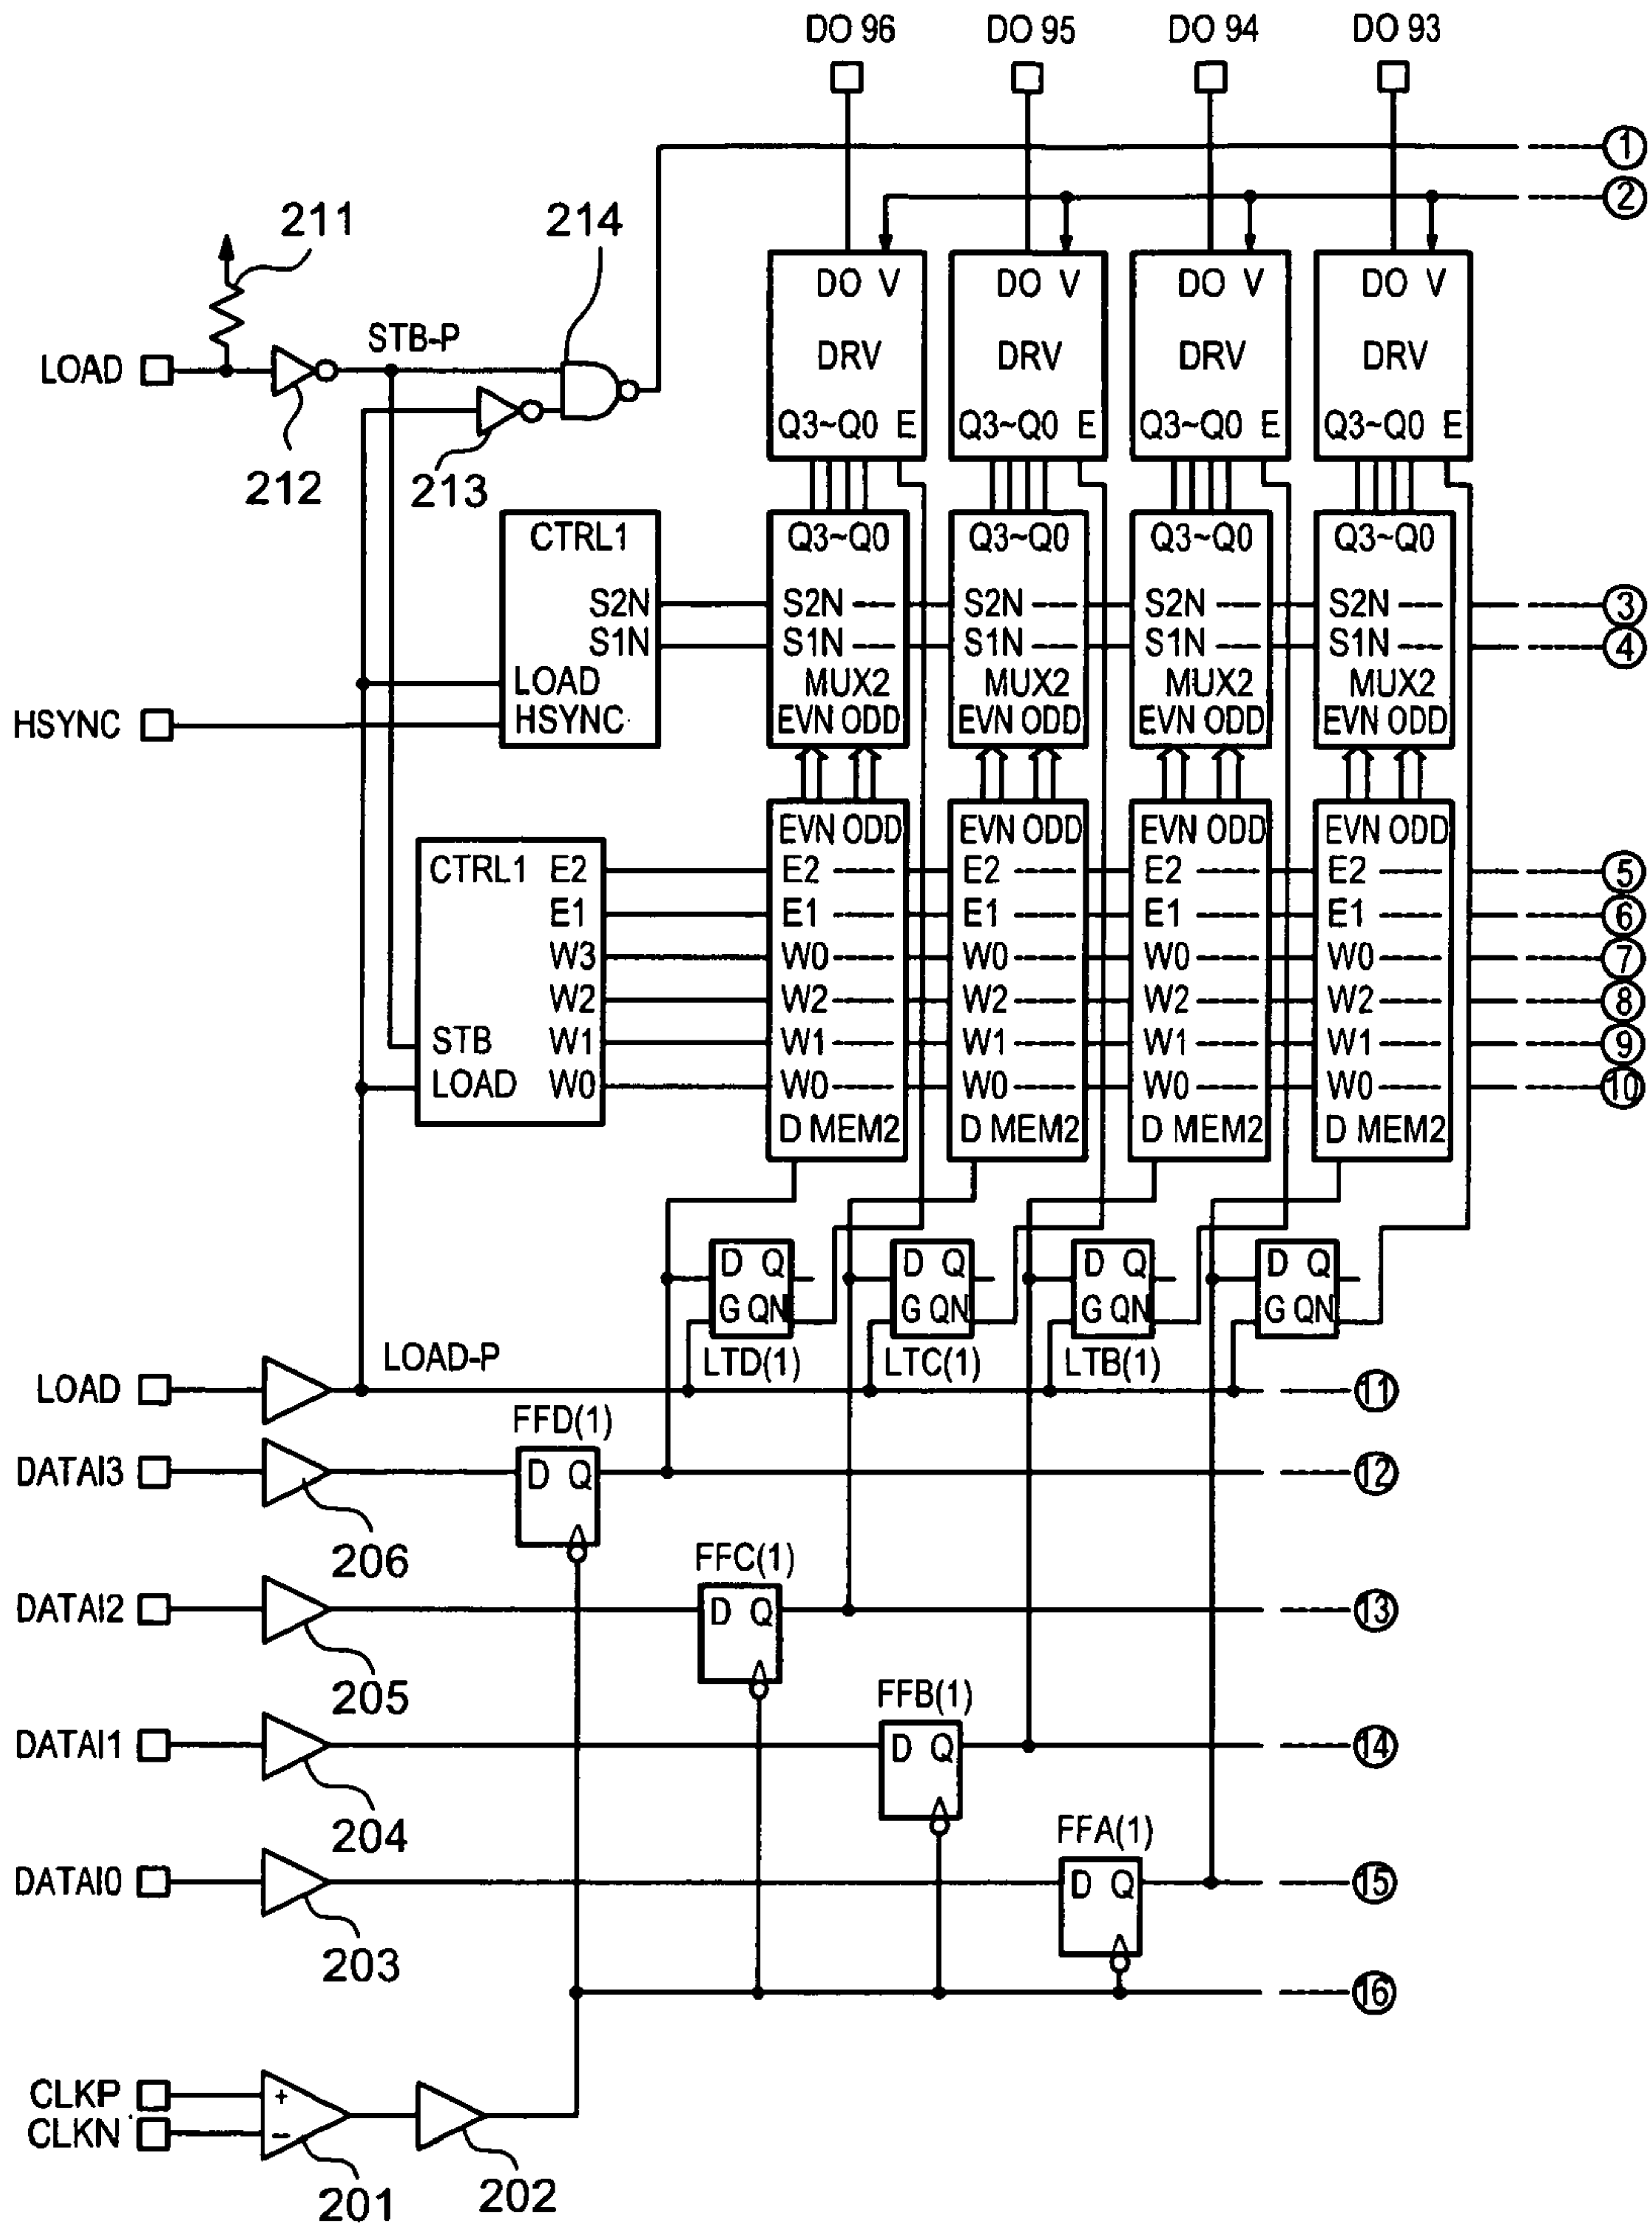 DO 96 DO 95 DO 94 DO 93
①
②
211 214
DO V DO V DO V DO V
STB-P
LOAD
DRV DRV DRV DRV
Q3~Q0 E Q3~Q0 E Q3~Q0 E Q3~Q0 E
212 213
CTRL1 Q3~Q0 Q3~Q0 Q3~Q0 Q3~Q0
S2N S2N S2N S2N S2N ③
S1N S1N S1N S1N S1N ④
LOAD MUX2 MUX2 MUX2 MUX2
HSYNC HSYNC EVN ODD EVN ODD EVN ODD EVN ODD
EVN ODD EVN ODD EVN ODD EVN ODD
CTRL1 E2 E2 E2 E2 E2 ⑤
E1 E1 E1 E1 E1 ⑥
W3 W0 W0 W0 W0 ⑦
W2 W2 W2 W2 W2 ⑧
STB W1 W1 W1 W1 W1 ⑨
LOAD W0 W0 W0 W0 W0 ⑩
D MEM2 D MEM2 D MEM2 D MEM2
D Q D Q D Q D Q
G QN G QN G QN G QN
LOAD-P LTD(1) LTC(1) LTB(1)
LOAD ⑪
FFD(1)
DATAI3 D Q ⑫
206
FFC(1)
DATAI2 D Q ⑬
205
FFB(1)
DATAI1 D Q ⑭
204
FFA(1)
DATAI0 D Q ⑮
203
⑯
CLKP +
CLKN −
201 202